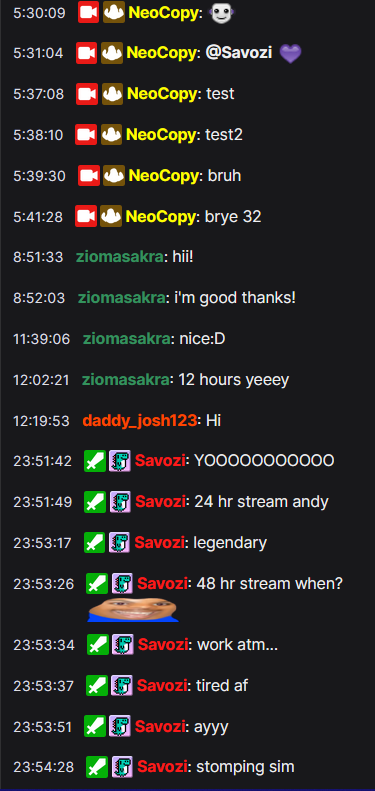 5:30:09 NeoCopy:
5:31:04 NeoCopy: @Savozi
5:37:08 NeoCopy: test
5:38:10 NeoCopy: test2
5:39:30 NeoCopy: bruh
5:41:28 NeoCopy: brye 32
8:51:33 ziomasakra: hii!
8:52:03 ziomasakra: i'm good thanks!
11:39:06 ziomasakra: nice:D
12:02:21 ziomasakra: 12 hours yeeey
12:19:53 daddy_josh123: Hi
23:51:42 Savozi: YOOOOOOOOOOO
23:51:49 Savozi: 24 hr stream andy
23:53:17 Savozi: legendary
23:53:26 Savozi: 48 hr stream when?
23:53:34 Savozi: work atm...
23:53:37 Savozi: tired af
23:53:51 Savozi: ayyy
23:54:28 Savozi: stomping sim